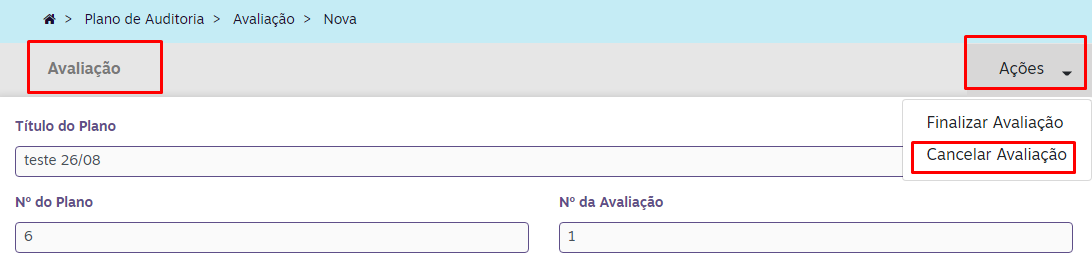 > Plano de Auditoria > Avaliação > Nova
Avaliação
Ações
Finalizar Avaliação
Cancelar Avaliação
Título do Plano
teste 26/08
Nº do Plano
Nº da Avaliação
6
1